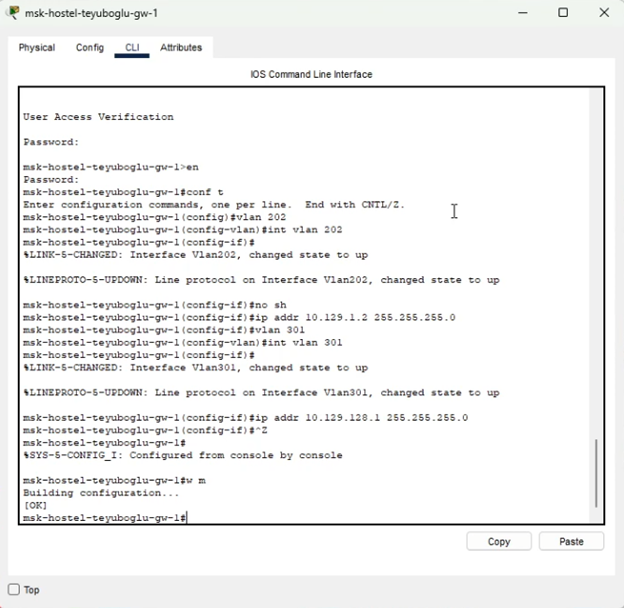 msk-hostel-teyuboglu-gw-1
Physical Config CLI Attributes
IOS Command Line Interface
User Access Verification
Password:
msk-hostel-teyuboglu-gw-1>en
Password:
msk-hostel-teyuboglu-gw-1#conf t
Enter configuration commands, one per line.  End with CNTL/Z.
msk-hostel-teyuboglu-gw-1(config)#vlan 202
msk-hostel-teyuboglu-gw-1(config-vlan)#int vlan 202
msk-hostel-teyuboglu-gw-1(config-if)#
%LINK-5-CHANGED: Interface Vlan202, changed state to up
%LINEPROTO-5-UPDOWN: Line protocol on Interface Vlan202, changed state to up
msk-hostel-teyuboglu-gw-1(config-if)#no sh
msk-hostel-teyuboglu-gw-1(config-if)#ip addr 10.129.1.2 255.255.255.0
msk-hostel-teyuboglu-gw-1(config-if)#vlan 301
msk-hostel-teyuboglu-gw-1(config-vlan)#int vlan 301
msk-hostel-teyuboglu-gw-1(config-if)#
%LINK-5-CHANGED: Interface Vlan301, changed state to up
%LINEPROTO-5-UPDOWN: Line protocol on Interface Vlan301, changed state to up
msk-hostel-teyuboglu-gw-1(config-if)#ip addr 10.129.128.1 255.255.255.0
msk-hostel-teyuboglu-gw-1(config-if)#^Z
msk-hostel-teyuboglu-gw-1#
%SYS-5-CONFIG_I: Configured from console by console
msk-hostel-teyuboglu-gw-1#w m
Building configuration...
[OK]
msk-hostel-teyuboglu-gw-1#
Copy Paste
Top